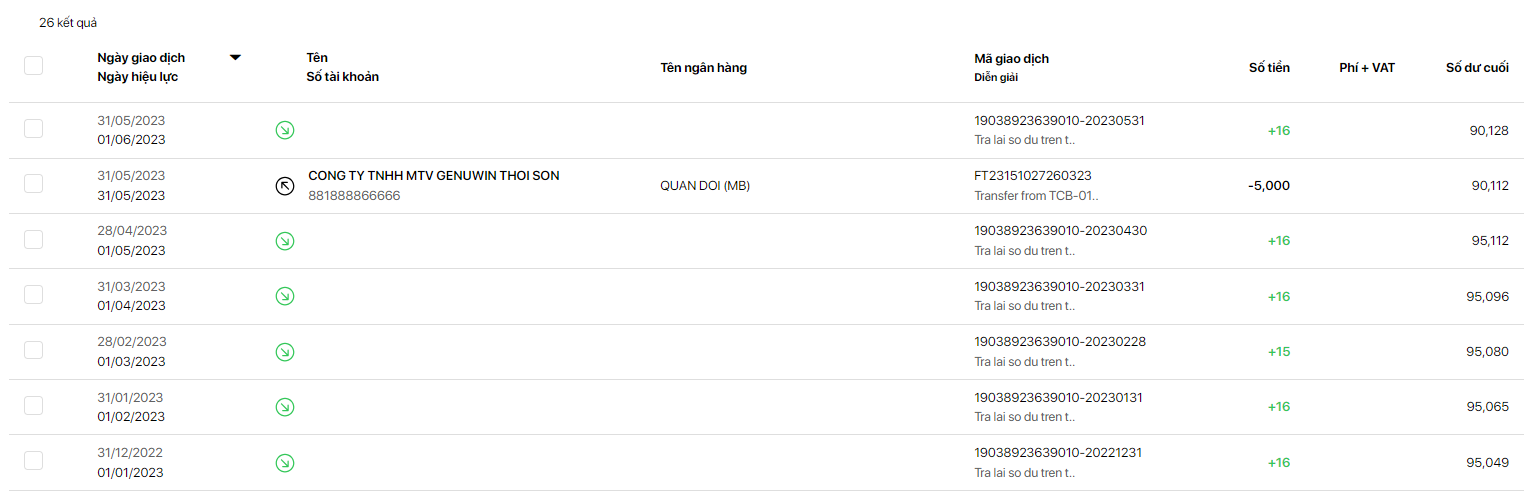 26 kết quả
Ngày giao dịch
Ngày hiệu lực
Tên
Số tài khoản
Tên ngân hàng
Mã giao dịch
Diễn giải
Số tiền
Phí + VAT
Số dư cuối
31/05/2023
01/06/2023
19038923639010-20230531
Tra lai so du tren t..
+16
90,128
31/05/2023
31/05/2023
CONG TY TNHH MTV GENUWIN THOI SON
881888866666
QUAN DOI (MB)
FT23151027260323
Transfer from TCB-01..
-5,000
90,112
28/04/2023
01/05/2023
19038923639010-20230430
Tra lai so du tren t..
+16
95,112
31/03/2023
01/04/2023
19038923639010-20230331
Tra lai so du tren t..
+16
95,096
28/02/2023
01/03/2023
19038923639010-20230228
Tra lai so du tren t..
+15
95,080
31/01/2023
01/02/2023
19038923639010-20230131
Tra lai so du tren t..
+16
95,065
31/12/2022
01/01/2023
19038923639010-20221231
Tra lai so du tren t..
+16
95,049